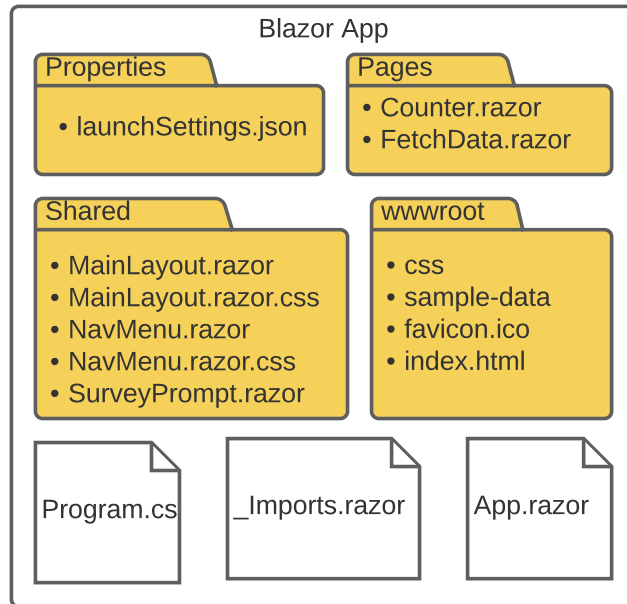 Blazor App
Properties
• launchSettings.json
Pages
• Counter.razor
• FetchData.razor
Shared
• MainLayout.razor
• MainLayout.razor.css
• NavMenu.razor
• NavMenu.razor.css
• SurveyPrompt.razor
wwwroot
• css
• sample-data
• favicon.ico
• index.html
Program.cs
_Imports.razor
App.razor